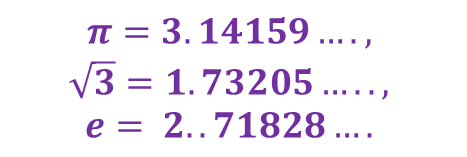 π = 3. 14159 … . ,
√3 = 1. 73205 … . . ,
e = 2. . 71828 … .